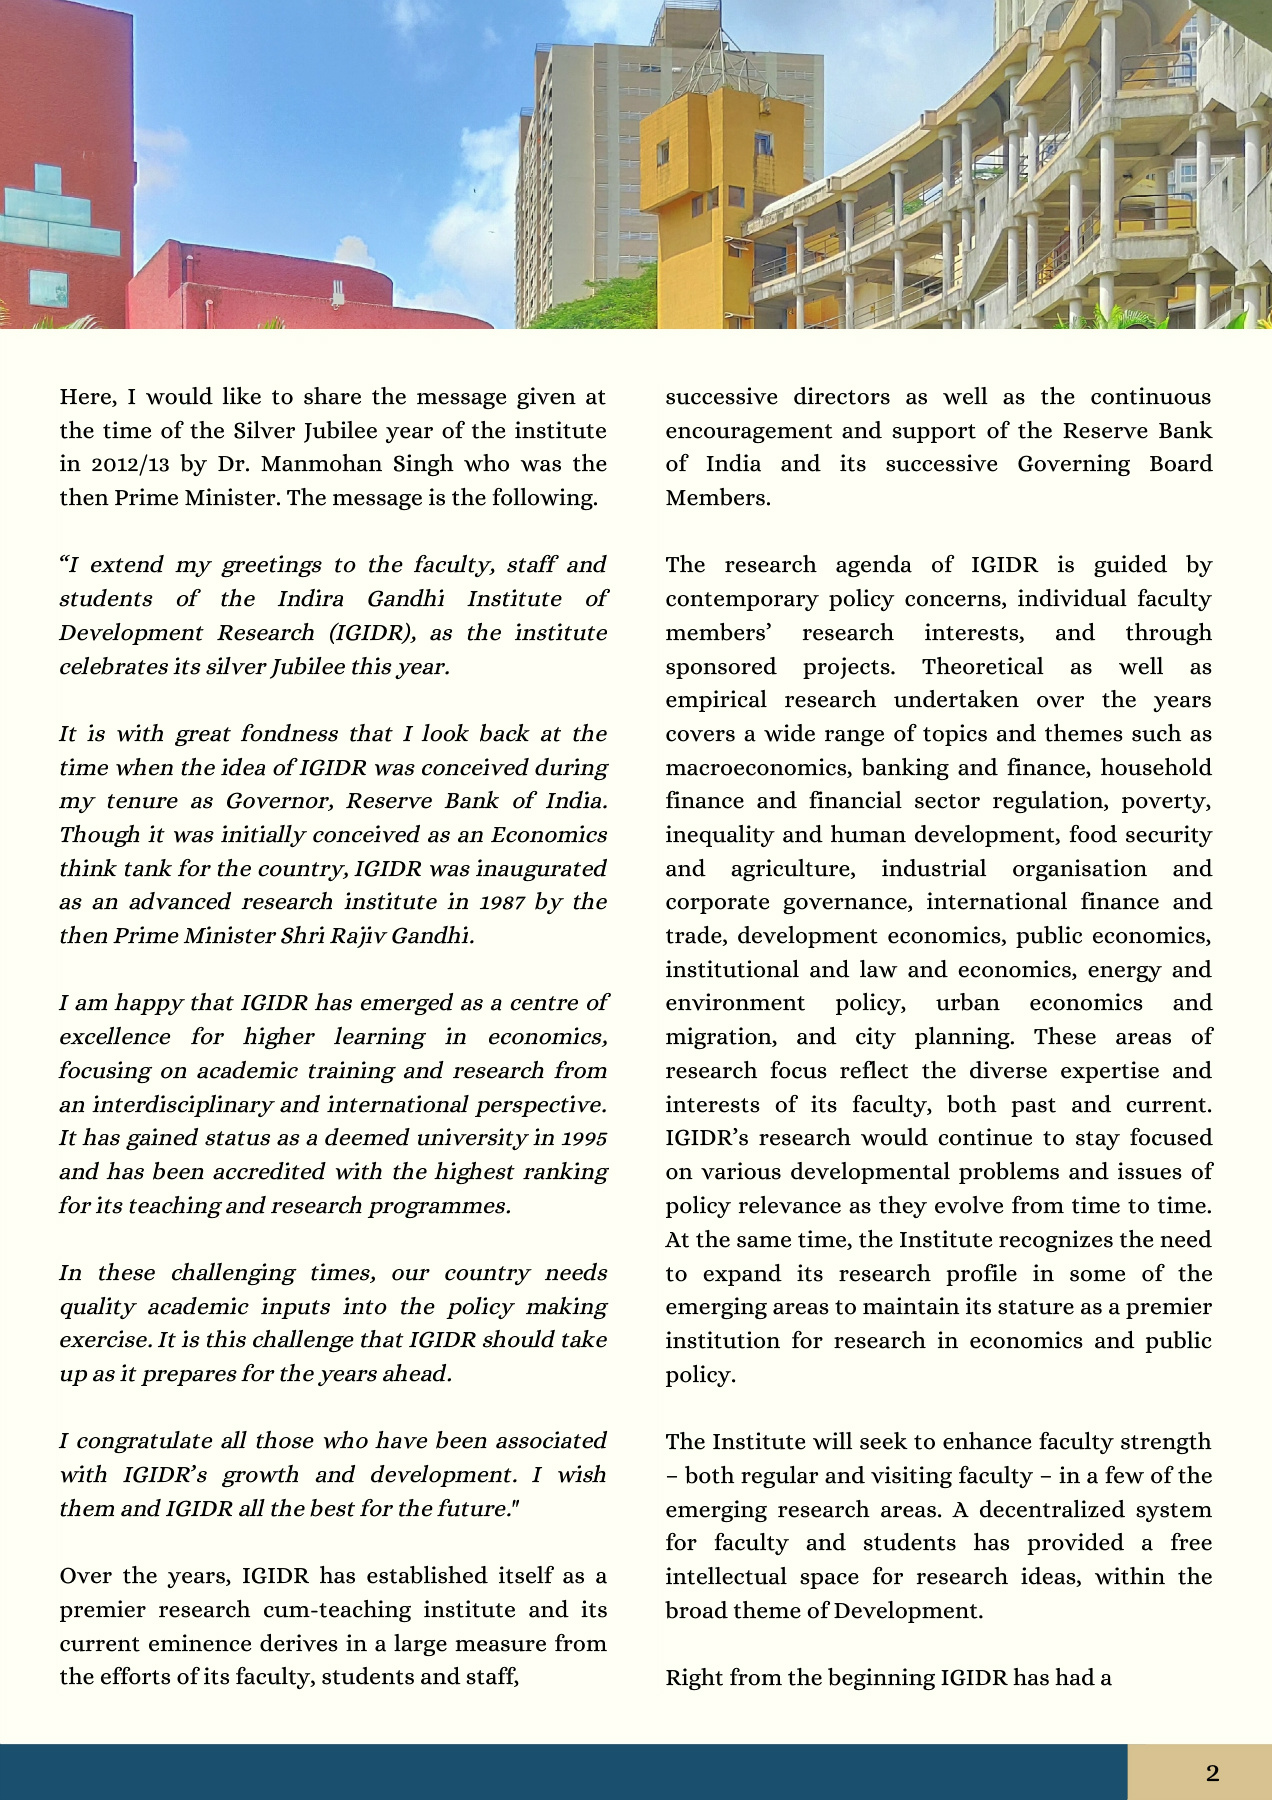 Here, I would like to share the message given at
the time of the Silver Jubilee year of the institute
in 2012/13 by Dr. Manmohan Singh who was the
then Prime Minister. The message is the following.
“I extend my greetings to the faculty, staff and
students of the Indira Gandhi Institute of
Development Research (IGIDR), as the institute
celebrates its silver Jubilee this year.
It is with great fondness that I look back at the
time when the idea of IGIDR was conceived during
my tenure as Governor, Reserve Bank of India.
Though it was initially conceived as an Economics
think tank for the country, IGIDR was inaugurated
as an advanced research institute in 1987 by the
then Prime Minister Shri Rajiv Gandhi.
I am happy that IGIDR has emerged as a centre of
excellence for higher learning in economics,
focusing on academic training and research from
an interdisciplinary and international perspective.
It has gained status as a deemed university in 1995
and has been accredited with the highest ranking
for its teaching and research programmes.
In these challenging times, our country needs
quality academic inputs into the policy making
exercise. It is this challenge that IGIDR should take
up as it prepares for the years ahead.
I congratulate all those who have been associated
with IGIDR’s growth and development. I wish
them and IGIDR all the best for the future."
Over the years, IGIDR has established itself as a
premier research cum-teaching institute and its
current eminence derives in a large measure from
the efforts of its faculty, students and staff,
successive directors as well as the continuous
encouragement and support of the Reserve Bank
of India and its successive Governing Board
Members.
The research agenda of IGIDR is guided by
contemporary policy concerns, individual faculty
members’ research interests, and through
sponsored projects. Theoretical as well as
empirical research undertaken over the years
covers a wide range of topics and themes such as
macroeconomics, banking and finance, household
finance and financial sector regulation, poverty,
inequality and human development, food security
and agriculture, industrial organisation and
corporate governance, international finance and
trade, development economics, public economics,
institutional and law and economics, energy and
environment policy, urban economics and
migration, and city planning. These areas of
research focus reflect the diverse expertise and
interests of its faculty, both past and current.
IGIDR’s research would continue to stay focused
on various developmental problems and issues of
policy relevance as they evolve from time to time.
At the same time, the Institute recognizes the need
to expand its research profile in some of the
emerging areas to maintain its stature as a premier
institution for research in economics and public
policy.
The Institute will seek to enhance faculty strength
– both regular and visiting faculty – in a few of the
emerging research areas. A decentralized system
for faculty and students has provided a free
intellectual space for research ideas, within the
broad theme of Development.
Right from the beginning IGIDR has had a
2